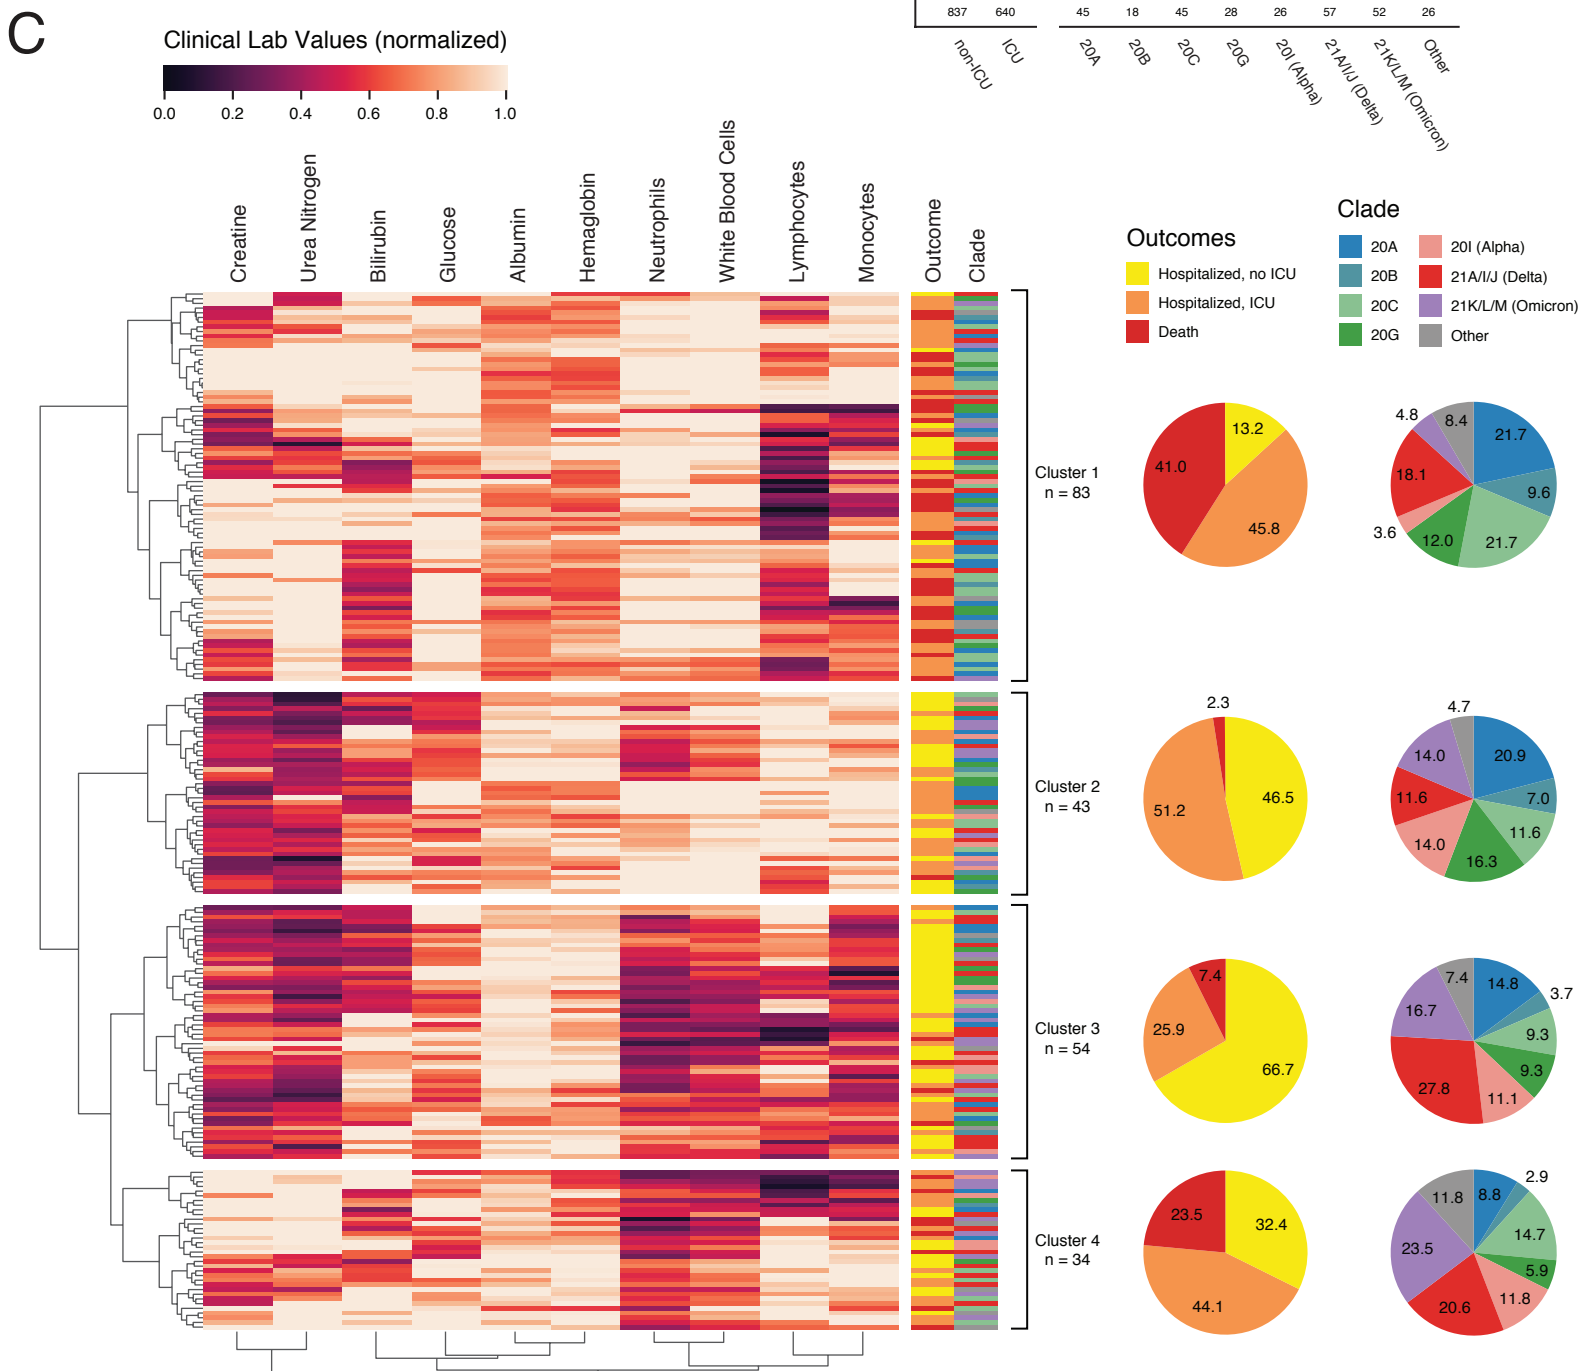 C
837 640 45 18 45 28 26 57 52 26
non-ICU ICU 20A 20B 20C 20G 20I (Alpha) 21A/I/J (Delta) 21K/L/M (Omicron) Other
Clinical Lab Values (normalized)
0.0 0.2 0.4 0.6 0.8 1.0
Creatine Urea Nitrogen Bilirubin Glucose Albumin Hemaglobin Neutrophils White Blood Cells Lymphocytes Monocytes Outcome Clade
Outcomes
Hospitalized, no ICU
Hospitalized, ICU
Death
Clade
20A 20I (Alpha)
20B 21A/I/J (Delta)
20C 21K/L/M (Omicron)
20G Other
Cluster 1
n = 83
13.2
45.8
41.0
21.7
9.6
21.7
12.0
3.6
18.1
4.8
8.4
Cluster 2
n = 43
2.3
46.5
51.2
4.7
20.9
7.0
11.6
16.3
14.0
11.6
14.0
Cluster 3
n = 54
7.4
66.7
25.9
7.4
14.8
3.7
9.3
9.3
11.1
27.8
16.7
Cluster 4
n = 34
23.5
32.4
44.1
11.8
8.8
2.9
14.7
5.9
11.8
20.6
23.5